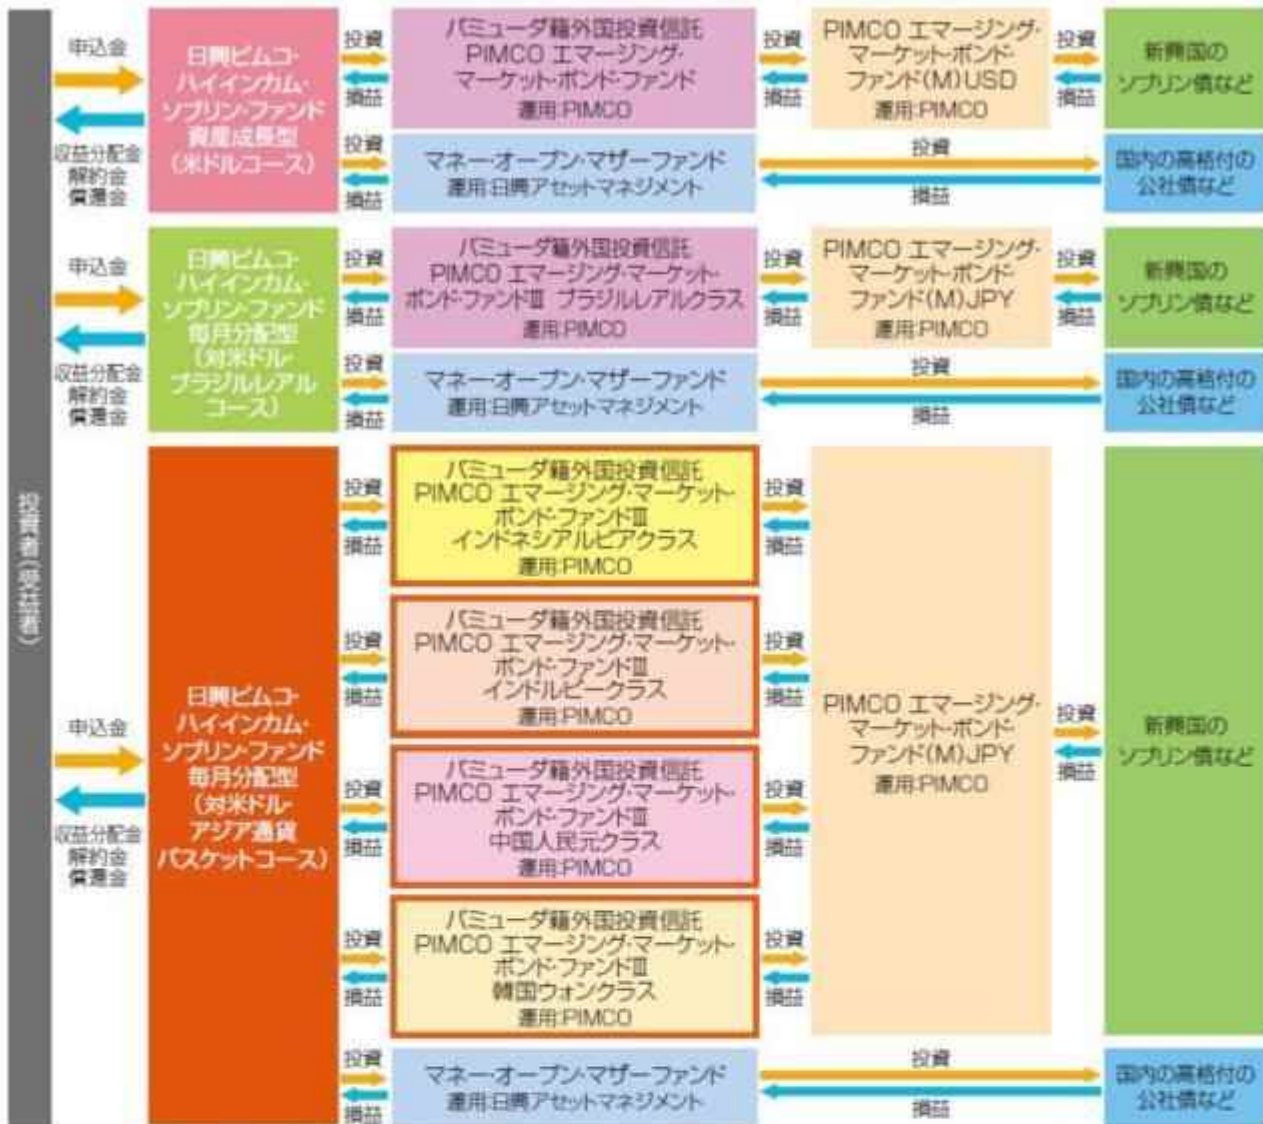 投資者(受益者)
申込金
収益分配金
解約金
償還金
日興ピムコ・
ハイインカム・
ソブリン・ファンド
資産成長型
(米ドルコース)
投資
損益
バミューダ籍外国投資信託
PIMCO エマージング・
マーケット・ボンド・ファンド
運用:PIMCO
投資
損益
PIMCO エマージング・
マーケット・ボンド・
ファンド(M)USD
運用:PIMCO
投資
損益
新興国の
ソブリン債など
投資
損益
マネー・オープン・マザーファンド
運用:日興アセットマネジメント
投資
損益
国内の高格付の
公社債など
申込金
収益分配金
解約金
償還金
日興ピムコ・
ハイインカム・
ソブリン・ファンド
毎月分配型
(対米ドル・
ブラジルレアル
コース)
投資
損益
バミューダ籍外国投資信託
PIMCO エマージング・マーケット・
ボンド・ファンドⅢ ブラジルレアルクラス
運用:PIMCO
投資
損益
PIMCO エマージング・
マーケット・ボンド・
ファンド(M)JPY
運用:PIMCO
投資
損益
新興国の
ソブリン債など
投資
損益
マネー・オープン・マザーファンド
運用:日興アセットマネジメント
投資
損益
国内の高格付の
公社債など
申込金
収益分配金
解約金
償還金
日興ピムコ・
ハイインカム・
ソブリン・ファンド
毎月分配型
(対米ドル・
アジア通貨
バスケットコース)
投資
損益
バミューダ籍外国投資信託
PIMCO エマージング・マーケット・
ボンド・ファンドⅢ
インドネシアルピアクラス
運用:PIMCO
投資
損益
投資
損益
バミューダ籍外国投資信託
PIMCO エマージング・マーケット・
ボンド・ファンドⅢ
インドルピークラス
運用:PIMCO
投資
損益
投資
損益
バミューダ籍外国投資信託
PIMCO エマージング・マーケット・
ボンド・ファンドⅢ
中国人民元クラス
運用:PIMCO
投資
損益
投資
損益
バミューダ籍外国投資信託
PIMCO エマージング・マーケット・
ボンド・ファンドⅢ
韓国ウォンクラス
運用:PIMCO
投資
損益
PIMCO エマージング・
マーケット・ボンド・
ファンド(M)JPY
運用:PIMCO
投資
損益
新興国の
ソブリン債など
投資
損益
マネー・オープン・マザーファンド
運用:日興アセットマネジメント
投資
損益
国内の高格付の
公社債など